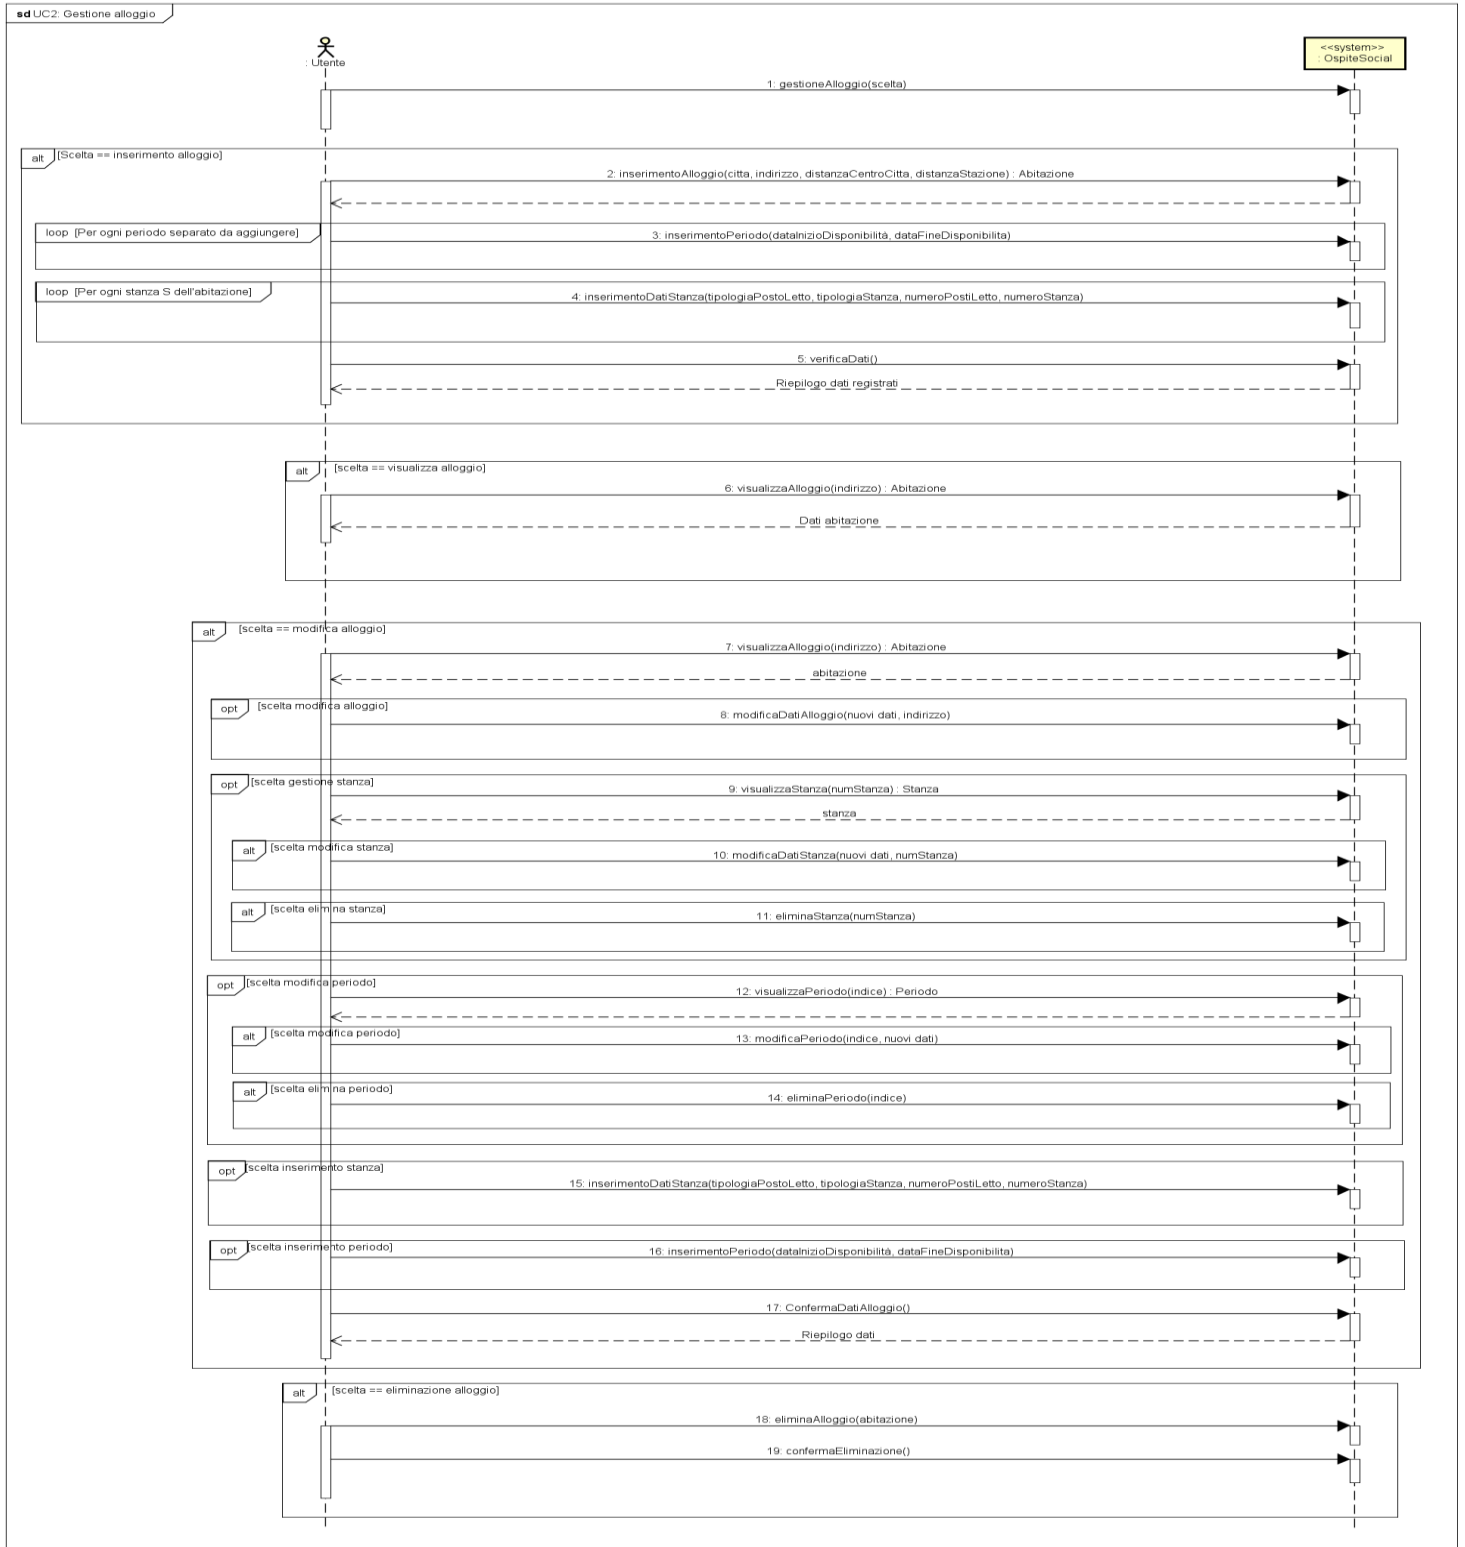 sd UC2: Gestione alloggio
: Utente
<<system>>
: OspiteSocial
1: gestioneAlloggio(scelta)
alt [Scelta == inserimento alloggio]
2: inserimentoAlloggio(citta, indirizzo, distanzaCentroCitta, distanzaStazione) : Abitazione
loop [Per ogni periodo separato da aggiungere]
3: inserimentoPeriodo(dataInizioDisponibilità, dataFineDisponibilita)
loop [Per ogni stanza S dell'abitazione]
4: inserimentoDatiStanza(tipologiaPostoLetto, tipologiaStanza, numeroPostiLetto, numeroStanza)
5: verificaDati()
Riepilogo dati registrati
alt [scelta == visualizza alloggio]
6: visualizzaAlloggio(indirizzo) : Abitazione
Dati abitazione
alt [scelta == modifica alloggio]
7: visualizzaAlloggio(indirizzo) : Abitazione
abitazione
opt [scelta modifica alloggio]
8: modificaDatiAlloggio(nuovi dati, indirizzo)
opt [scelta gestione stanza]
9: visualizzaStanza(numStanza) : Stanza
stanza
alt [scelta modifica stanza]
10: modificaDatiStanza(nuovi dati, numStanza)
alt [scelta elimina stanza]
11: eliminaStanza(numStanza)
opt [scelta modifica periodo]
12: visualizzaPeriodo(indice) : Periodo
alt [scelta modifica periodo]
13: modificaPeriodo(indice, nuovi dati)
alt [scelta elimina periodo]
14: eliminaPeriodo(indice)
opt [scelta inserimento stanza]
15: inserimentoDatiStanza(tipologiaPostoLetto, tipologiaStanza, numeroPostiLetto, numeroStanza)
opt [scelta inserimento periodo]
16: inserimentoPeriodo(dataInizioDisponibilità, dataFineDisponibilita)
17: ConfermaDatiAlloggio()
Riepilogo dati
alt [scelta == eliminazione alloggio]
18: eliminaAlloggio(abitazione)
19: confermaEliminazione()